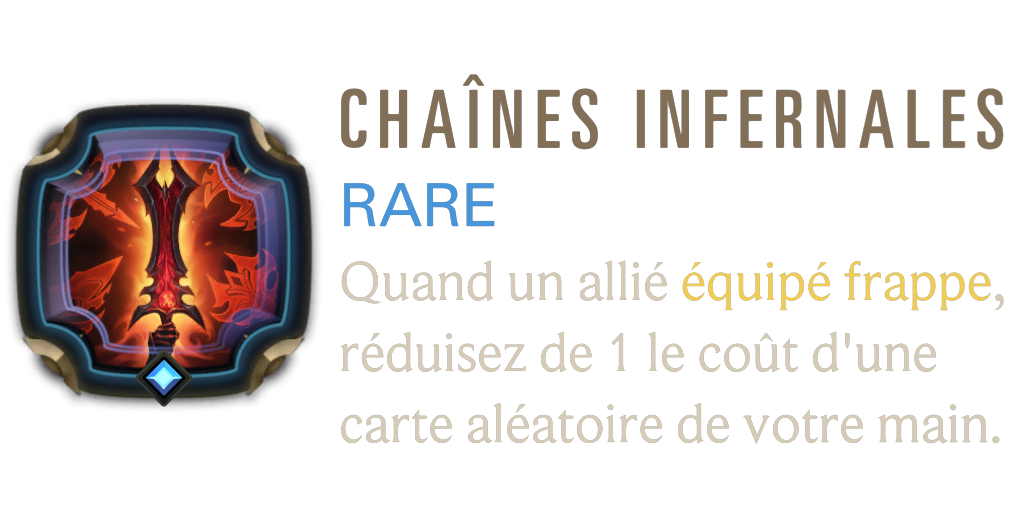 CHAÎNES INFERNALES
RARE
Quand un allié équipé frappe,
réduisez de 1 le coût d'une
carte aléatoire de votre main.